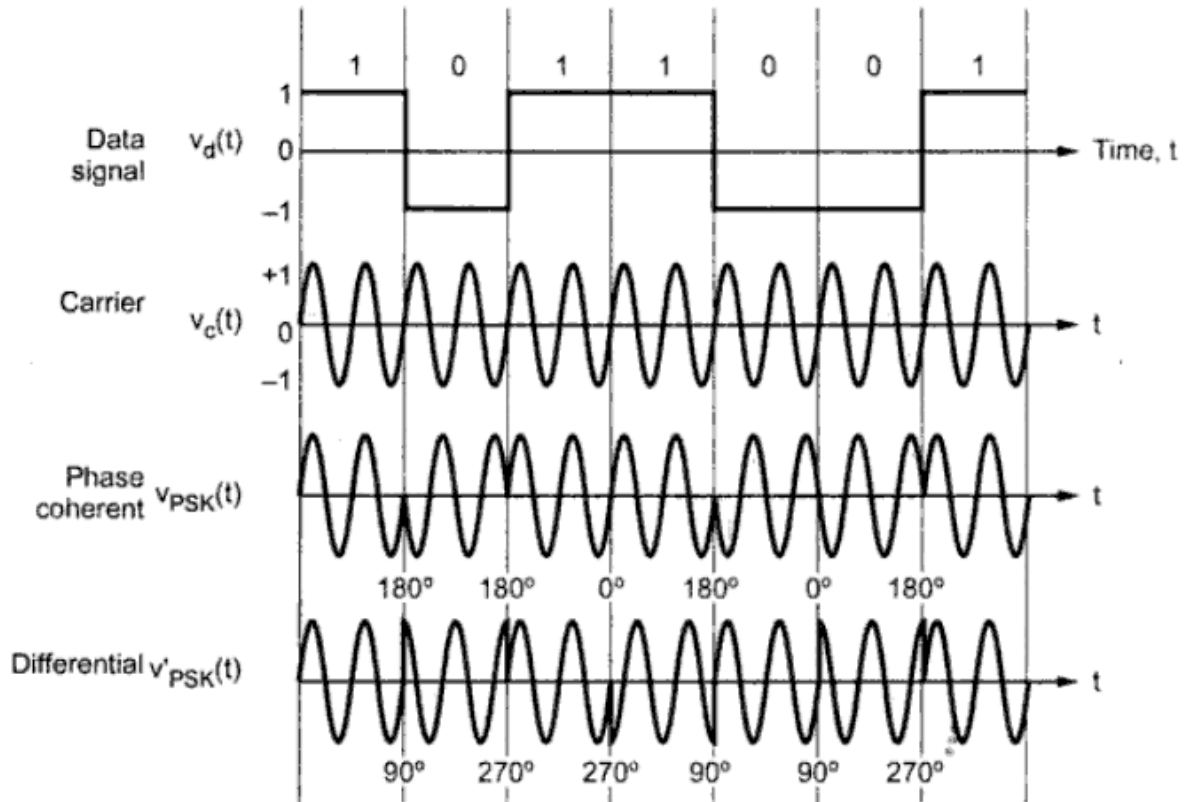 1 0 1 1 0 0 1
1
Data signal v_d(t) 0 Time, t
–1
+1
Carrier v_c(t) 0 t
–1
Phase coherent v_PSK(t) t
180° 180° 0° 180° 0° 180°
Differential v'_PSK(t) t
90° 270° 270° 90° 90° 270°